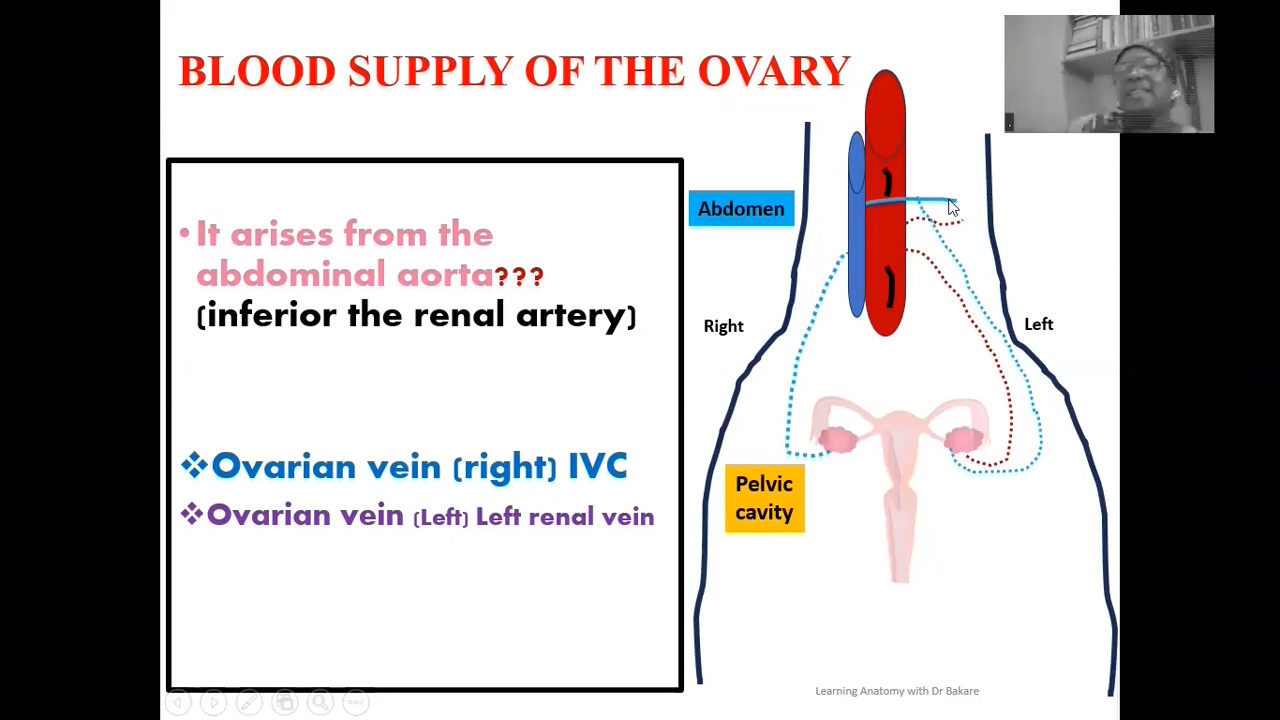 BLOOD SUPPLY OF THE OVARY
• It arises from the
abdominal aorta???
(inferior the renal artery)
❖Ovarian vein (right) IVC
❖Ovarian vein (Left) Left renal vein
Abdomen
Right
Left
Pelvic
cavity
Learning Anatomy with Dr Bakare